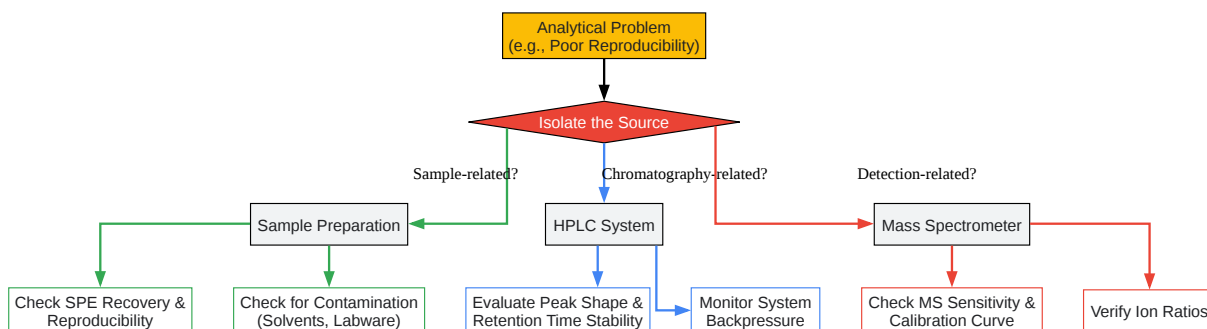 Analytical Problem
(e.g., Poor Reproducibility)
Isolate the Source
Sample-related?
Chromatography-related?
Detection-related?
Sample Preparation
HPLC System
Mass Spectrometer
Check SPE Recovery &
Reproducibility
Check for Contamination
(Solvents, Labware)
Evaluate Peak Shape &
Retention Time Stability
Monitor System
Backpressure
Check MS Sensitivity &
Calibration Curve
Verify Ion Ratios